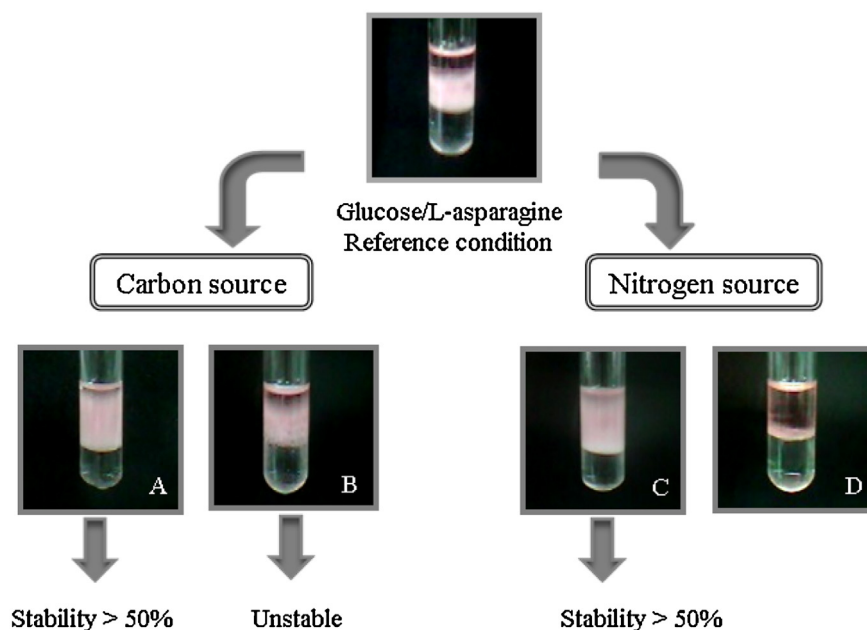 Glucose/L-asparagine
Reference condition
Carbon source
Nitrogen source
A
B
C
D
Stability > 50%
Unstable
Stability > 50%